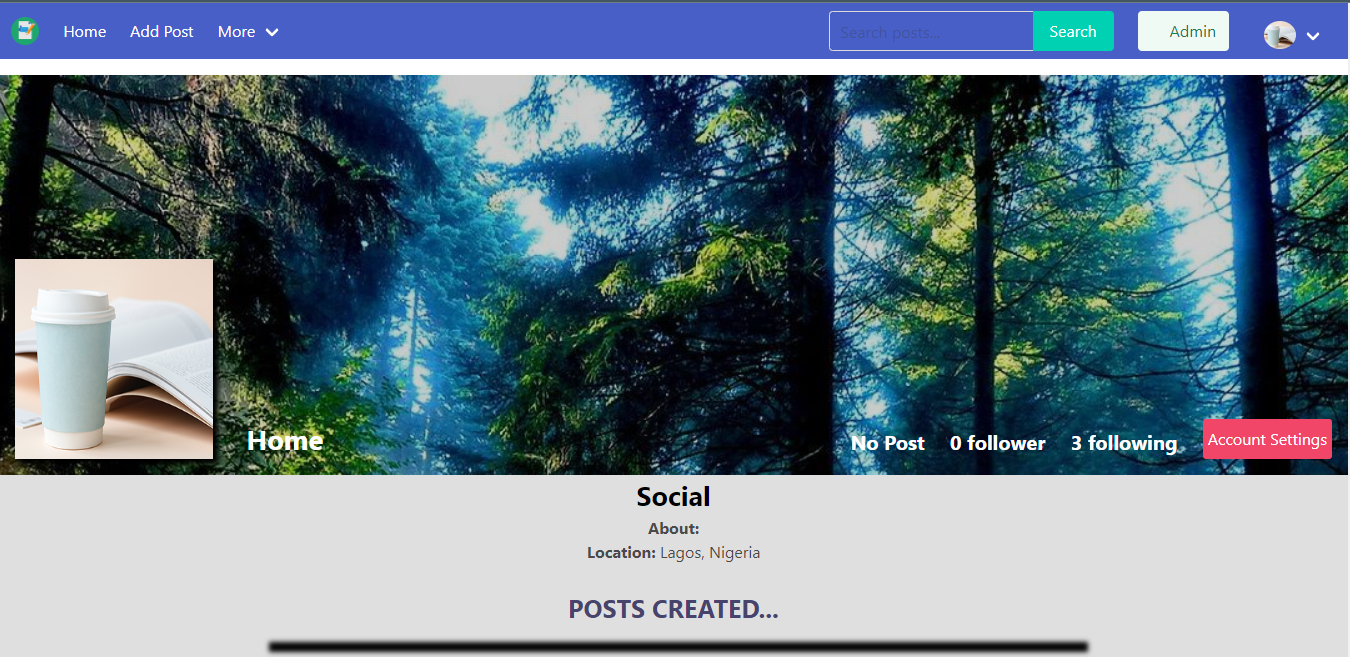 Home Add Post More Search posts... Search Admin
Home No Post 0 follower 3 following Account Settings
Social
About:
Location: Lagos, Nigeria
POSTS CREATED...